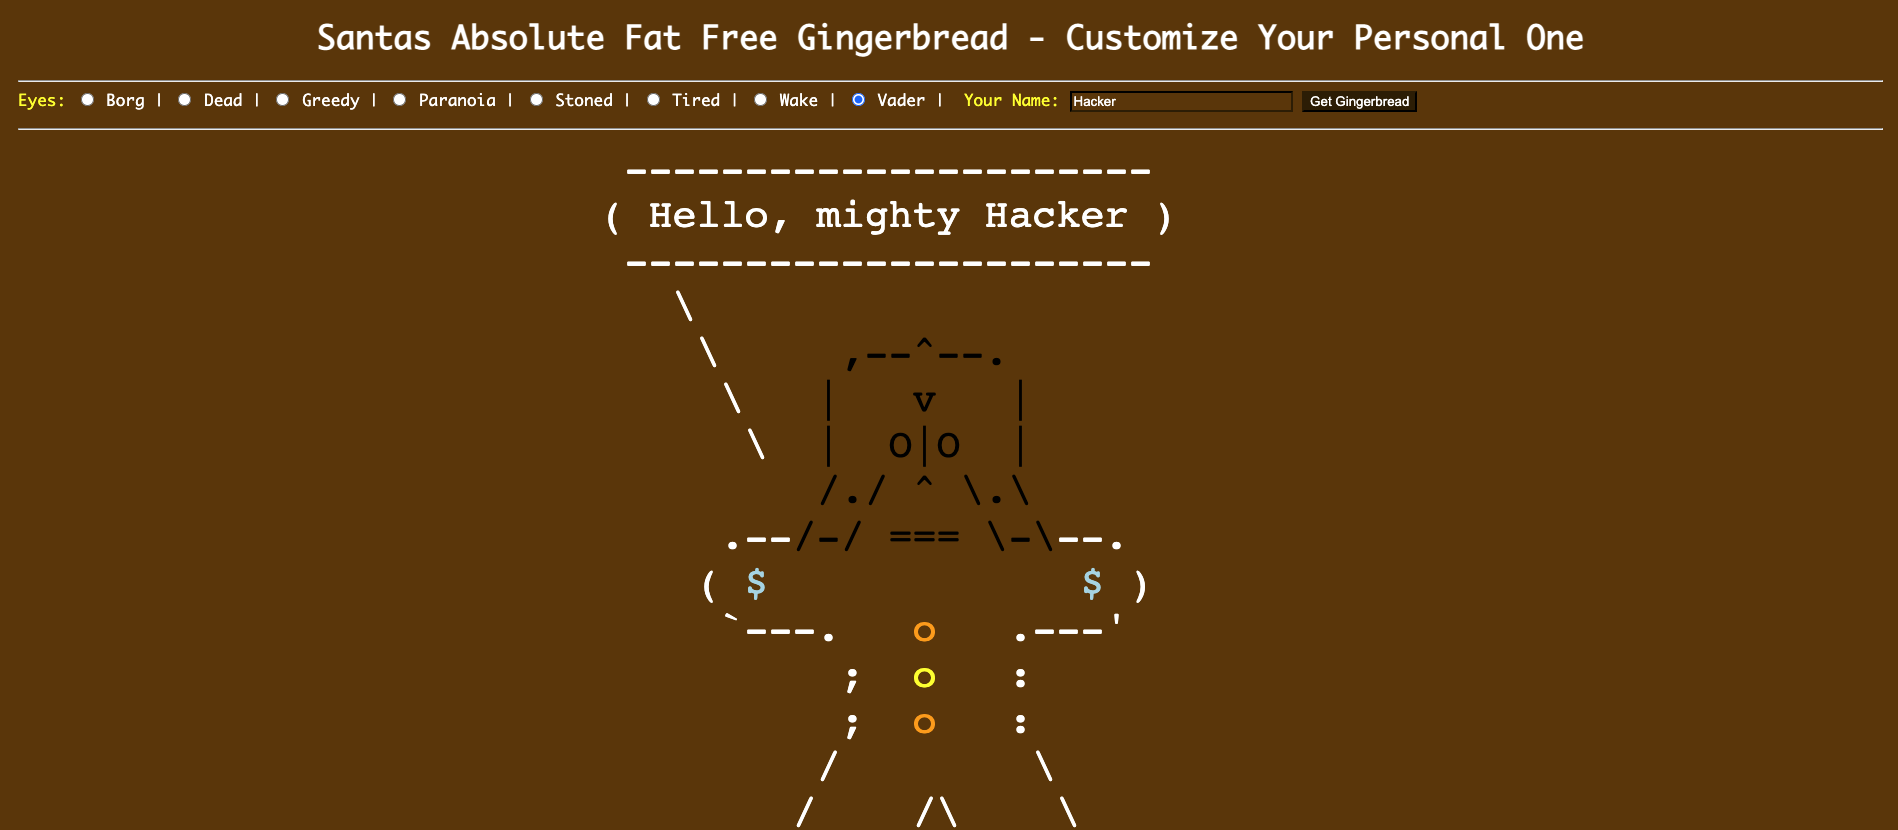 Santas Absolute Fat Free Gingerbread - Customize Your Personal One
Eyes: Borg | Dead | Greedy | Paranoia | Stoned | Tired | Wake | Vader | Your Name: Hacker Get Gingerbread
----------------------
( Hello, mighty Hacker )
----------------------
\
\ ,--^--.
\ | v |
\ | O|O |
/./ ^ \.\
.--/-/ === \-\--.
( $ $ )
`---. o .---'
; o :
; o :
/ \
/ /\ \